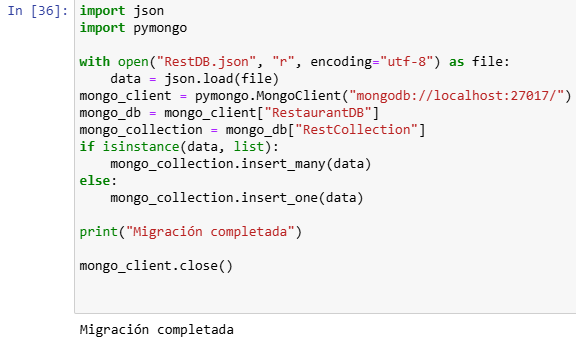 In [36]: import json
import pymongo
with open("RestDB.json", "r", encoding="utf-8") as file:
    data = json.load(file)
mongo_client = pymongo.MongoClient("mongodb://localhost:27017/")
mongo_db = mongo_client["RestaurantDB"]
mongo_collection = mongo_db["RestCollection"]
if isinstance(data, list):
    mongo_collection.insert_many(data)
else:
    mongo_collection.insert_one(data)
print("Migración completada")
mongo_client.close()
Migración completada